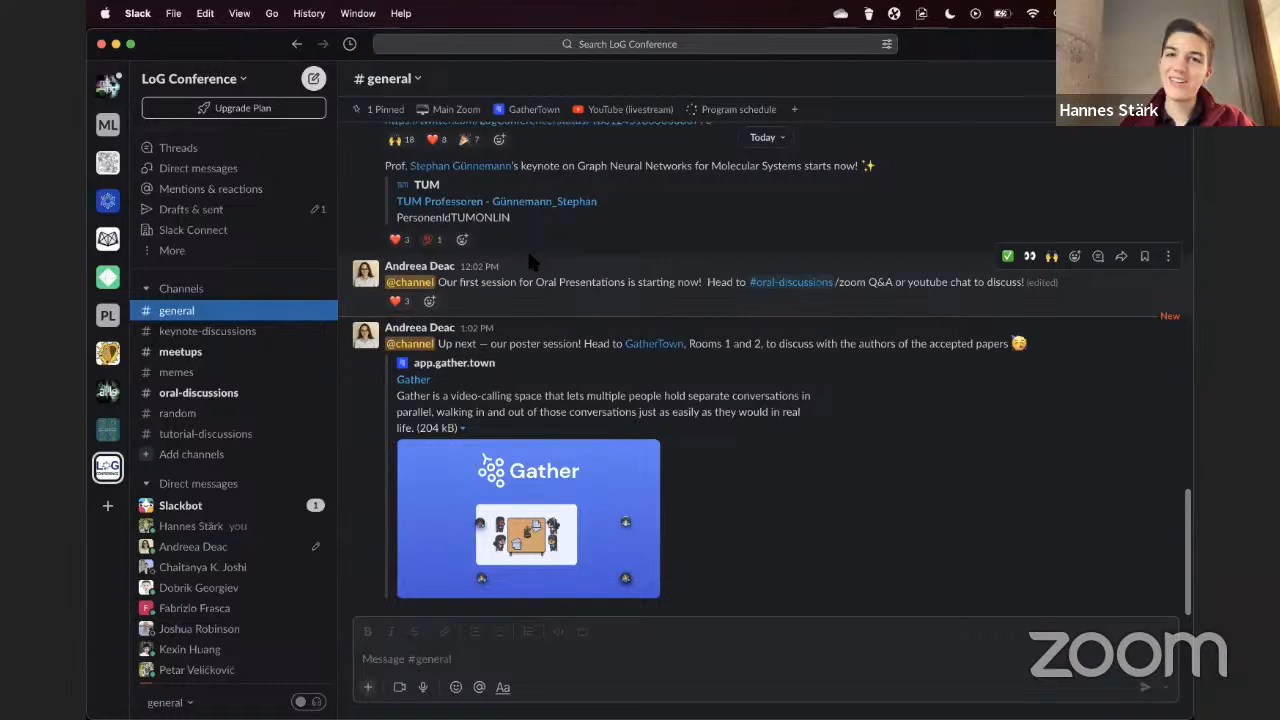 Slack File Edit View Go History Window Help
Search LoG Conference
LoG Conference
# general
Hannes Stärk
Upgrade Plan
1 Pinned Main Zoom GatherTown YouTube (livestream) Program schedule +
ML
Threads
Today
18 3 7
Direct messages
Prof. Stephan Günnemann's keynote on Graph Neural Networks for Molecular Systems starts now!
Mentions & reactions
TUM
Drafts & sent 1
TUM Professoren - Günnemann_Stephan
PersonenIdTUMONLIN
Slack Connect
More
3 1
Andreea Deac 12:02 PM
@channel Our first session for Oral Presentations is starting now! Head to #oral-discussions/zoom Q&A or youtube chat to discuss! (edited)
3
Channels
# general
PL
New
# keynote-discussions
Andreea Deac 1:02 PM
@channel Up next — our poster session! Head to GatherTown, Rooms 1 and 2, to discuss with the authors of the accepted papers
# meetups
app.gather.town
# memes
Gather
# oral-discussions
Gather is a video-calling space that lets multiple people hold separate conversations in
parallel, walking in and out of those conversations just as easily as they would in real
life. (204 kB)
# random
# tutorial-discussions
+ Add channels
Gather
LOG
CONFERENCE
Direct messages
Slackbot 1
Hannes Stärk you
Andreea Deac
Chaitanya K. Joshi
Dobrik Georgiev
F Fabrizio Frasca
Joshua Robinson
Kexin Huang
Petar Veličković
B I S
Message #general
zoom
+ @ Aa
general